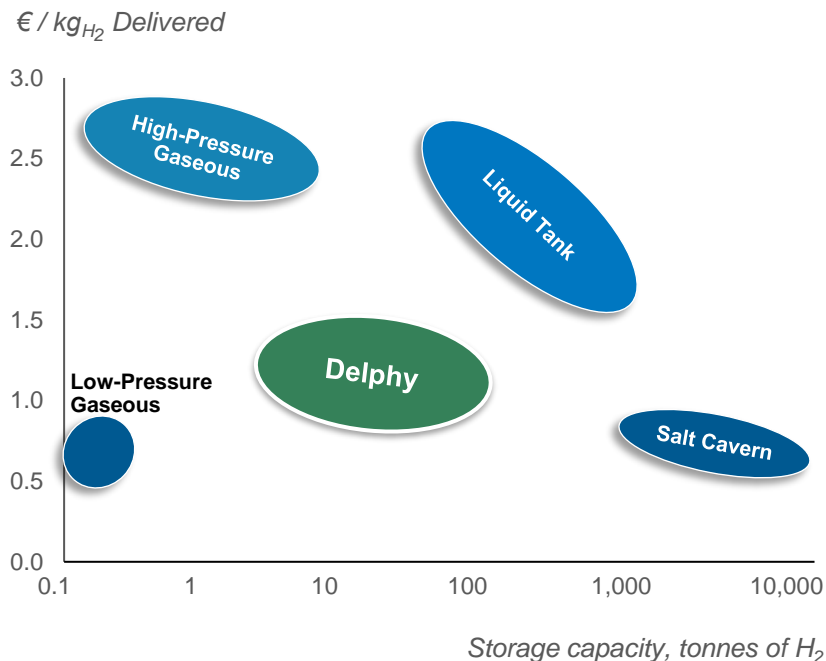 € / kgH2 Delivered
3.0
High-Pressure
Gaseous
2.5
Liquid Tank
2.0
1.5
Delphy
Low-Pressure
Gaseous
1.0
Salt Cavern
0.5
0.0
0.1 1 10 100 1,000 10,000
Storage capacity, tonnes of H2